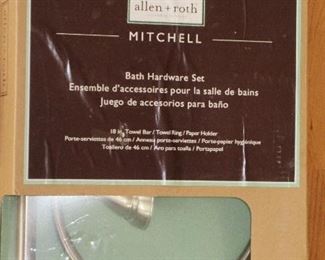 allen + roth
MITCHELL
Bath Hardware Set
Ensemble d'accessoires pour la salle de bains
Juego de accesorios para baño
18 in. Towel Bar / Towel Ring / Paper Holder
Porte-serviettes de 46 cm / Anneau porte-serviettes / Porte-papier hygiénique
Toallero de 46 cm / Aro para toalla / Portapapel